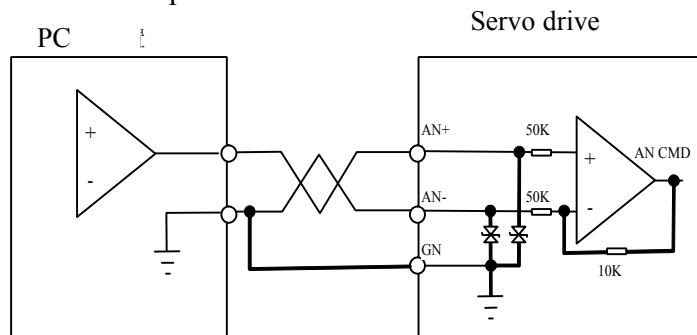 Servo drive
PC
AN+
50K
+
+
AN CMD
-
AN-
50K
-
GN
10K